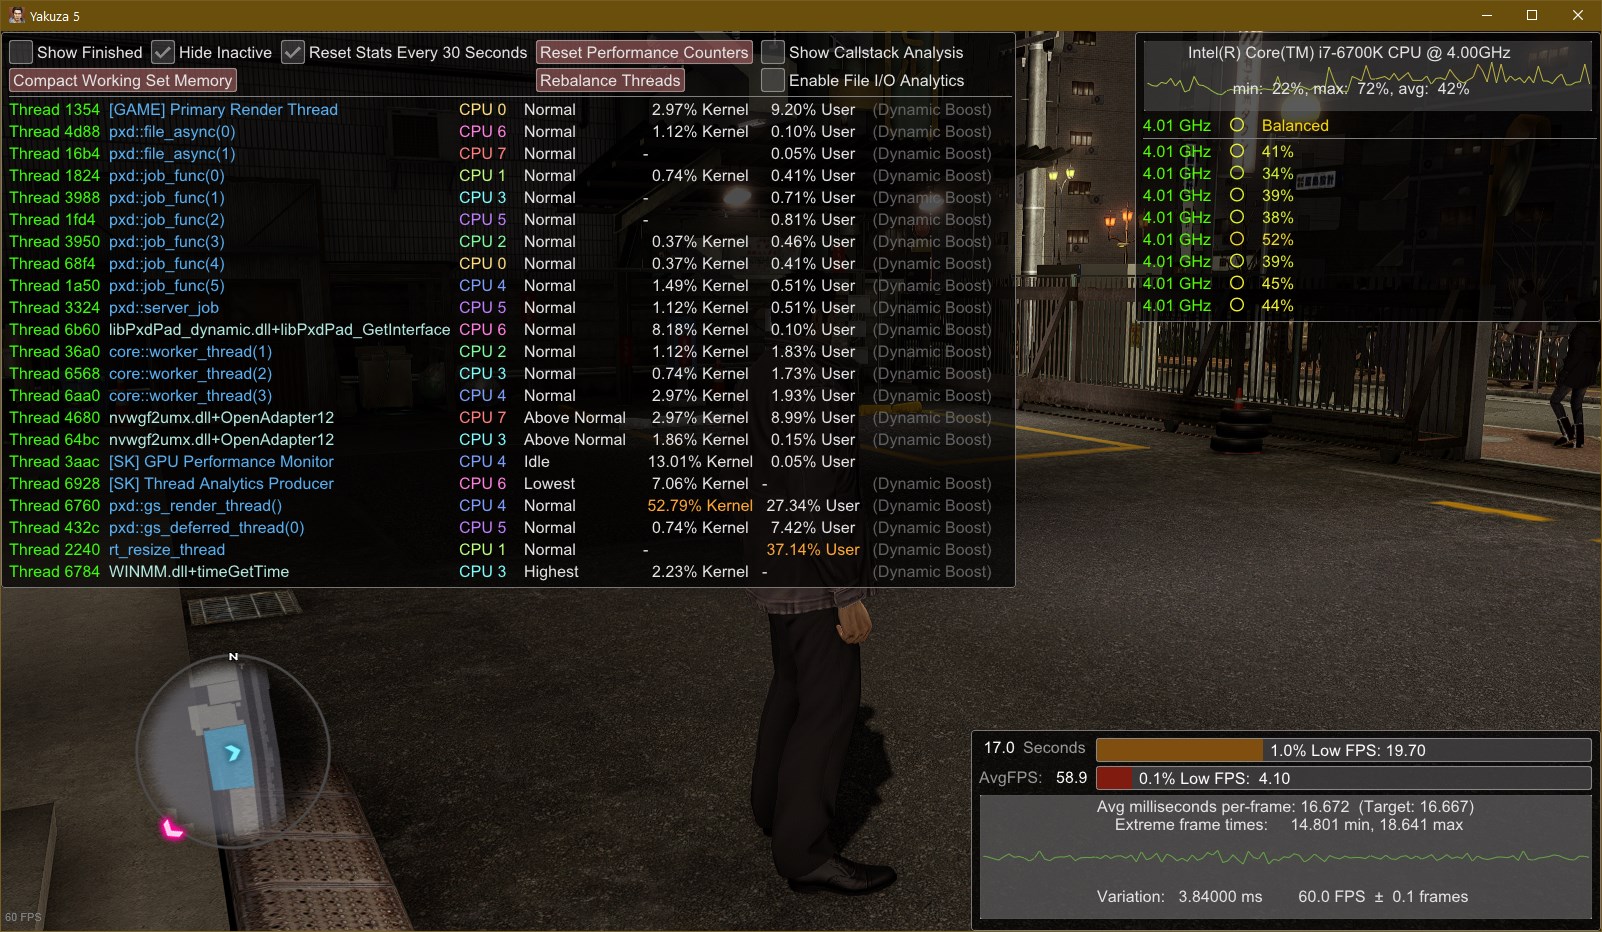 Yakuza 5
Show Finished Hide Inactive Reset Stats Every 30 Seconds Reset Performance Counters Show Callstack Analysis
Compact Working Set Memory Rebalance Threads Enable File I/O Analytics
Thread 1354 [GAME] Primary Render Thread CPU 0 Normal 2.97% Kernel 9.20% User (Dynamic Boost)
Thread 4d88 pxd::file_async(0) CPU 6 Normal 1.12% Kernel 0.10% User (Dynamic Boost)
Thread 16b4 pxd::file_async(1) CPU 7 Normal - 0.05% User (Dynamic Boost)
Thread 1824 pxd::job_func(0) CPU 1 Normal 0.74% Kernel 0.41% User (Dynamic Boost)
Thread 3988 pxd::job_func(1) CPU 3 Normal - 0.71% User (Dynamic Boost)
Thread 1fd4 pxd::job_func(2) CPU 5 Normal - 0.81% User (Dynamic Boost)
Thread 3950 pxd::job_func(3) CPU 2 Normal 0.37% Kernel 0.46% User (Dynamic Boost)
Thread 68f4 pxd::job_func(4) CPU 0 Normal 0.37% Kernel 0.41% User (Dynamic Boost)
Thread 1a50 pxd::job_func(5) CPU 4 Normal 1.49% Kernel 0.51% User (Dynamic Boost)
Thread 3324 pxd::server_job CPU 5 Normal 1.12% Kernel 0.51% User (Dynamic Boost)
Thread 6b60 libPxdPad_dynamic.dll+libPxdPad_GetInterface CPU 6 Normal 8.18% Kernel 0.10% User (Dynamic Boost)
Thread 36a0 core::worker_thread(1) CPU 2 Normal 1.12% Kernel 1.83% User (Dynamic Boost)
Thread 6568 core::worker_thread(2) CPU 3 Normal 0.74% Kernel 1.73% User (Dynamic Boost)
Thread 6aa0 core::worker_thread(3) CPU 4 Normal 2.97% Kernel 1.93% User (Dynamic Boost)
Thread 4680 nvwgf2umx.dll+OpenAdapter12 CPU 7 Above Normal 2.97% Kernel 8.99% User (Dynamic Boost)
Thread 64bc nvwgf2umx.dll+OpenAdapter12 CPU 3 Above Normal 1.86% Kernel 0.15% User (Dynamic Boost)
Thread 3aac [SK] GPU Performance Monitor CPU 4 Idle 13.01% Kernel 0.05% User
Thread 6928 [SK] Thread Analytics Producer CPU 6 Lowest 7.06% Kernel - (Dynamic Boost)
Thread 6760 pxd::gs_render_thread() CPU 4 Normal 52.79% Kernel 27.34% User (Dynamic Boost)
Thread 432c pxd::gs_deferred_thread(0) CPU 5 Normal 0.74% Kernel 7.42% User (Dynamic Boost)
Thread 2240 rt_resize_thread CPU 1 Normal - 37.14% User (Dynamic Boost)
Thread 6784 WINMM.dll+timeGetTime CPU 3 Highest 2.23% Kernel - (Dynamic Boost)
Intel(R) Core(TM) i7-6700K CPU @ 4.00GHz
min: 22%, max: 72%, avg: 42%
4.01 GHz Balanced
4.01 GHz 41%
4.01 GHz 34%
4.01 GHz 39%
4.01 GHz 38%
4.01 GHz 52%
4.01 GHz 39%
4.01 GHz 45%
4.01 GHz 44%
N
17.0 Seconds 1.0% Low FPS: 19.70
AvgFPS: 58.9 0.1% Low FPS: 4.10
Avg milliseconds per-frame: 16.672 (Target: 16.667)
Extreme frame times: 14.801 min, 18.641 max
Variation: 3.84000 ms 60.0 FPS ± 0.1 frames
60 FPS